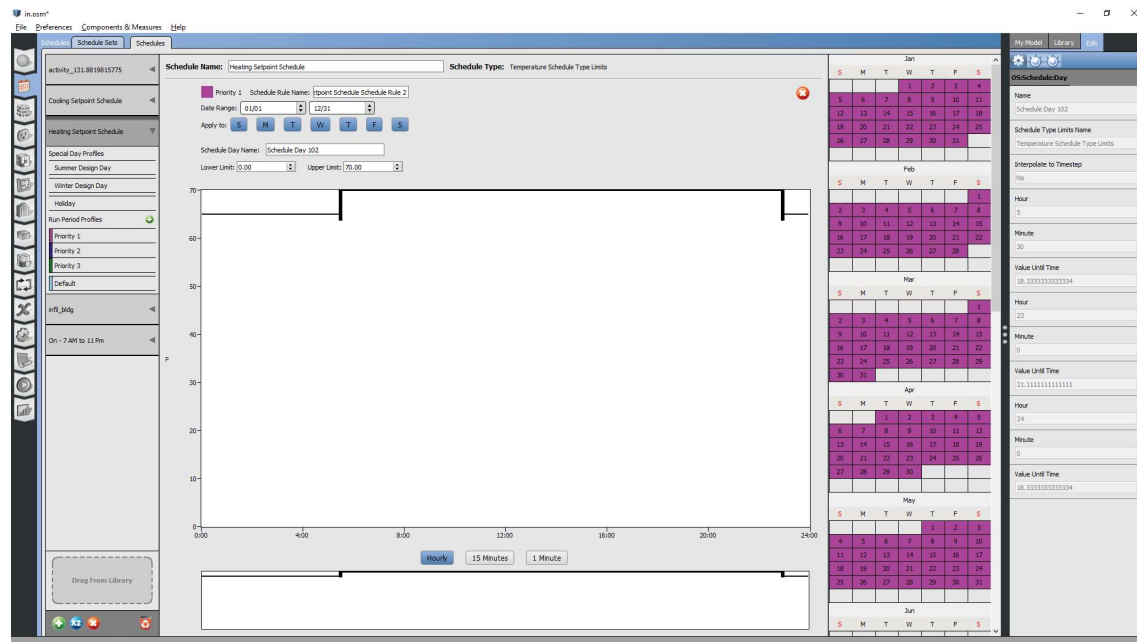 in.osm*
File Preferences Components & Measures Help
Schedules Schedule Sets Schedules
My Model Library Edit
activity_131.8819815775
Cooling Setpoint Schedule
Heating Setpoint Schedule
Special Day Profiles
Summer Design Day
Winter Design Day
Holiday
Run Period Profiles
Priority 1
Priority 2
Priority 3
Default
infil_bldg
On - 7 AM to 11 Pm
Drag From Library
X2
Schedule Name: Heating Setpoint Schedule Schedule Type: Temperature Schedule Type Limits
Priority 1 Schedule Rule Name: tpoint Schedule Schedule Rule 2
Date Range: 01/01 12/31
Apply to: S M T W T F S
Schedule Day Name: Schedule Day 102
Lower Limit: 0.00 Upper Limit: 70.00
70
60
50
40
F
30
20
10
0
0:00 4:00 8:00 12:00 16:00 20:00 24:00
Hourly 15 Minutes 1 Minute
Jan
S M T W T F S
1 2 3 4
5 6 7 8 9 10 11
12 13 14 15 16 17 18
19 20 21 22 23 24 25
26 27 28 29 30 31
Feb
S M T W T F S
1
2 3 4 5 6 7 8
9 10 11 12 13 14 15
16 17 18 19 20 21 22
23 24 25 26 27 28
Mar
S M T W T F S
1
2 3 4 5 6 7 8
9 10 11 12 13 14 15
16 17 18 19 20 21 22
23 24 25 26 27 28 29
30 31
Apr
S M T W T F S
1 2 3 4 5
6 7 8 9 10 11 12
13 14 15 16 17 18 19
20 21 22 23 24 25 26
27 28 29 30
May
S M T W T F S
1 2 3
4 5 6 7 8 9 10
11 12 13 14 15 16 17
18 19 20 21 22 23 24
25 26 27 28 29 30 31
Jun
S M T W T F S
OS:Schedule:Day
Name
Schedule Day 102
Schedule Type Limits Name
Temperature Schedule Type Limits
Interpolate to Timestep
No
Hour
5
Minute
30
Value Until Time
18.3333333333334
Hour
23
Minute
0
Value Until Time
21.1111111111111
Hour
24
Minute
0
Value Until Time
18.3333333333334